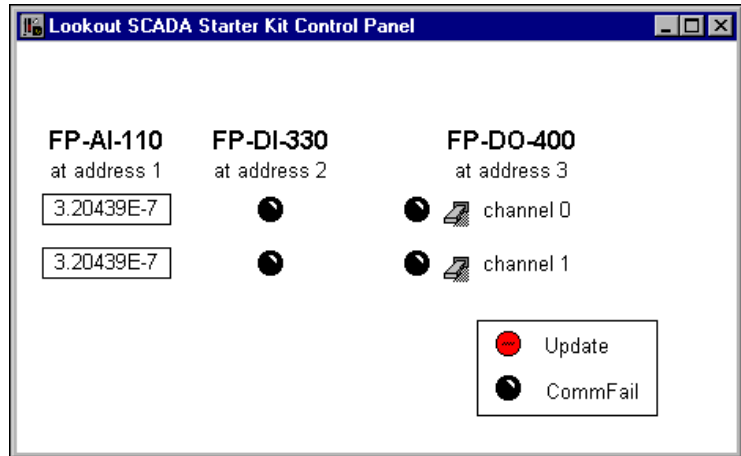 Lookout SCADA Starter Kit Control Panel
FP-AI-110 FP-DI-330 FP-DO-400
at address 1 at address 2 at address 3
3.20439E-7 channel 0
3.20439E-7 channel 1
Update
CommFail